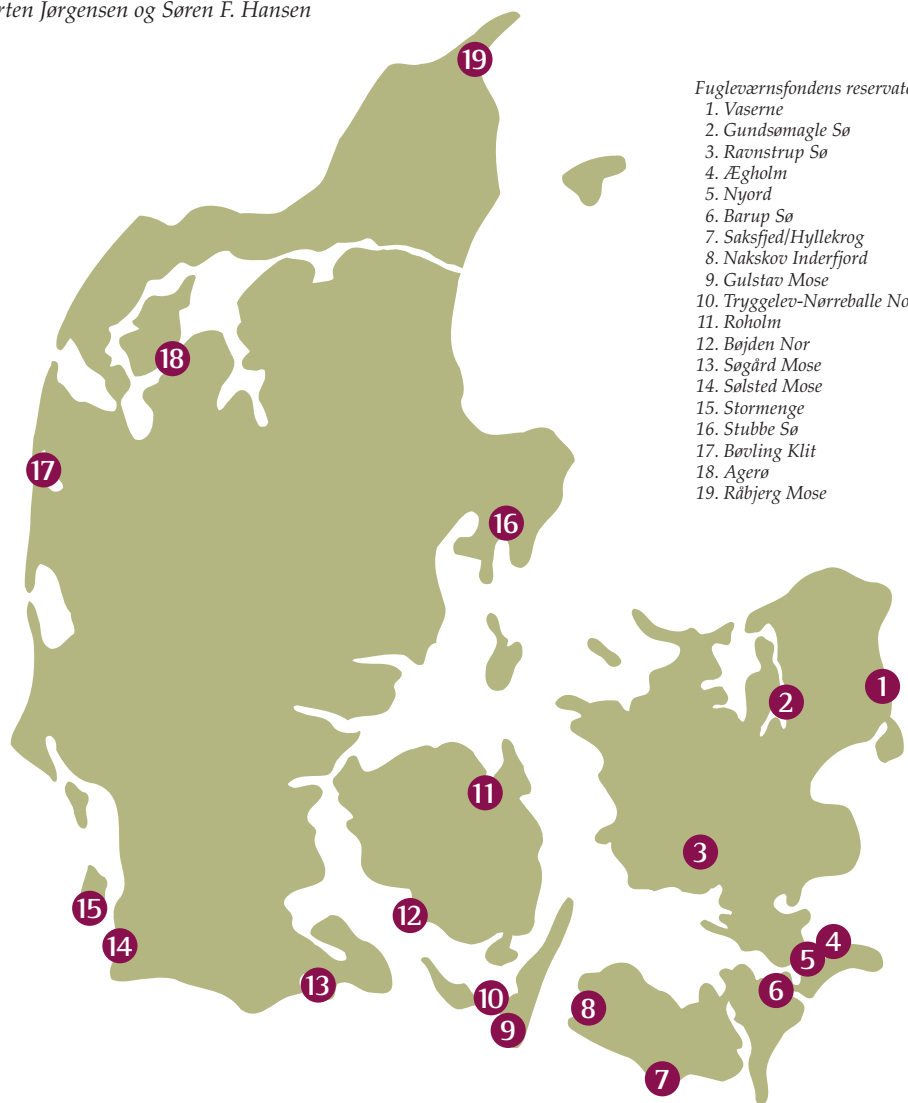 rten Jørgensen og Søren F. Hansen
Fugleværnsfondens reservate
1. Vaserne
2. Gundsømagle Sø
3. Ravnstrup Sø
4. Ægholm
5. Nyord
6. Barup Sø
7. Saksfjed/Hyllekrog
8. Nakskov Inderfjord
9. Gulstav Mose
10. Tryggelev-Nørreballe No
11. Roholm
12. Bøjden Nor
13. Søgård Mose
14. Sølsted Mose
15. Stormenge
16. Stubbe Sø
17. Bøvling Klit
18. Agerø
19. Råbjerg Mose
19
18
17
16
1
2
11
3
15
12
14
4
5
13
10
6
8
9
7